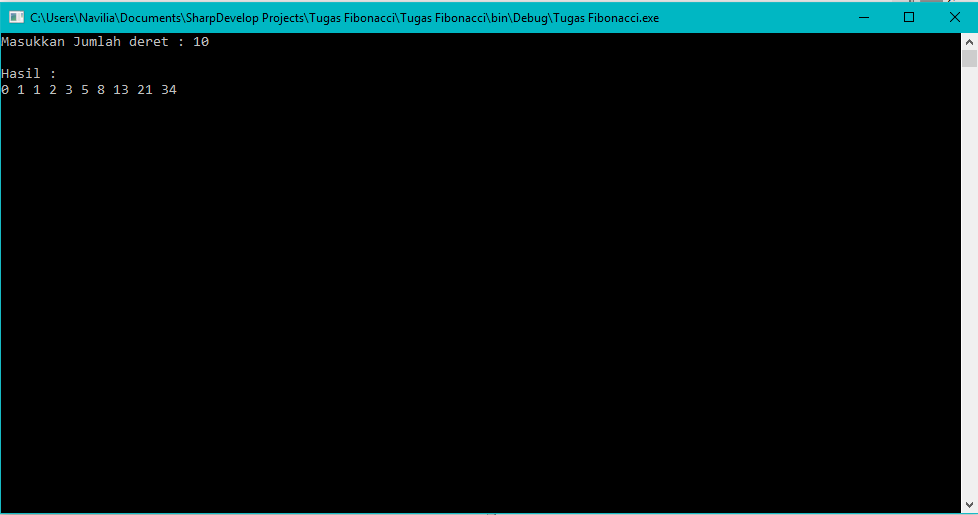 C:\Users\Navilia\Documents\SharpDevelop Projects\Tugas Fibonacci\Tugas Fibonacci\bin\Debug\Tugas Fibonacci.exe
Masukkan Jumlah deret : 10
Hasil :
0 1 1 2 3 5 8 13 21 34